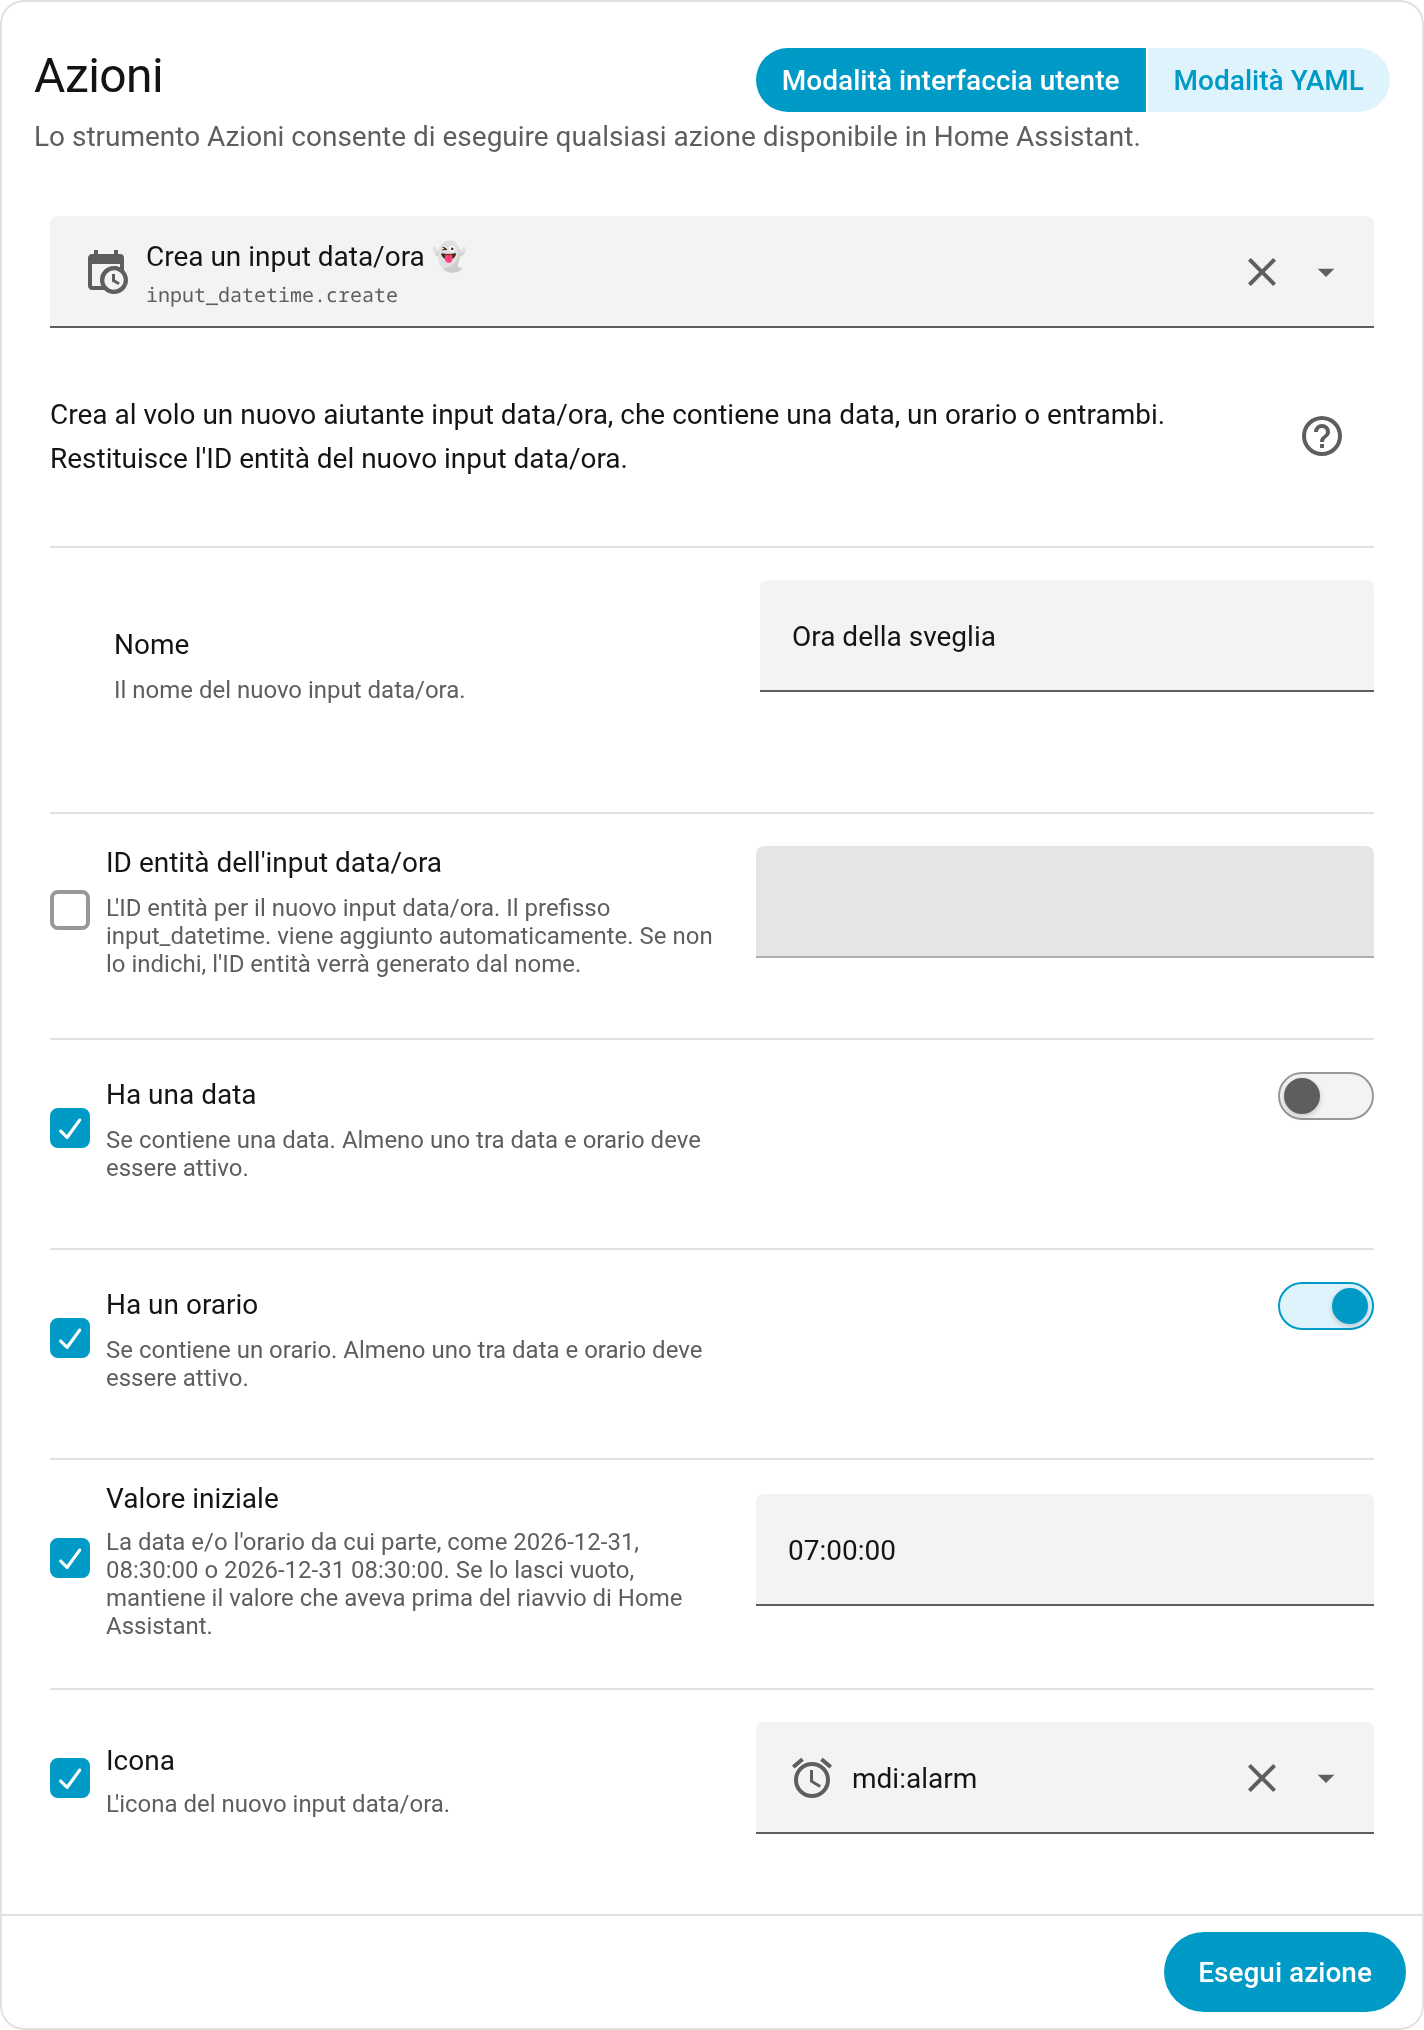 Azioni
Modalità interfaccia utente
Modalità YAML
Lo strumento Azioni consente di eseguire qualsiasi azione disponibile in Home Assistant.
Crea un input data/ora 👻
input_datetime.create
Crea al volo un nuovo aiutante input data/ora, che contiene una data, un orario o entrambi.
Restituisce l'ID entità del nuovo input data/ora.
Nome
Il nome del nuovo input data/ora.
Ora della sveglia
ID entità dell'input data/ora
L'ID entità per il nuovo input data/ora. Il prefisso
input_datetime. viene aggiunto automaticamente. Se non
lo indichi, l'ID entità verrà generato dal nome.
Ha una data
Se contiene una data. Almeno uno tra data e orario deve
essere attivo.
Ha un orario
Se contiene un orario. Almeno uno tra data e orario deve
essere attivo.
Valore iniziale
La data e/o l'orario da cui parte, come 2026-12-31,
08:30:00 o 2026-12-31 08:30:00. Se lo lasci vuoto,
mantiene il valore che aveva prima del riavvio di Home
Assistant.
07:00:00
Icona
L'icona del nuovo input data/ora.
mdi:alarm
Esegui azione